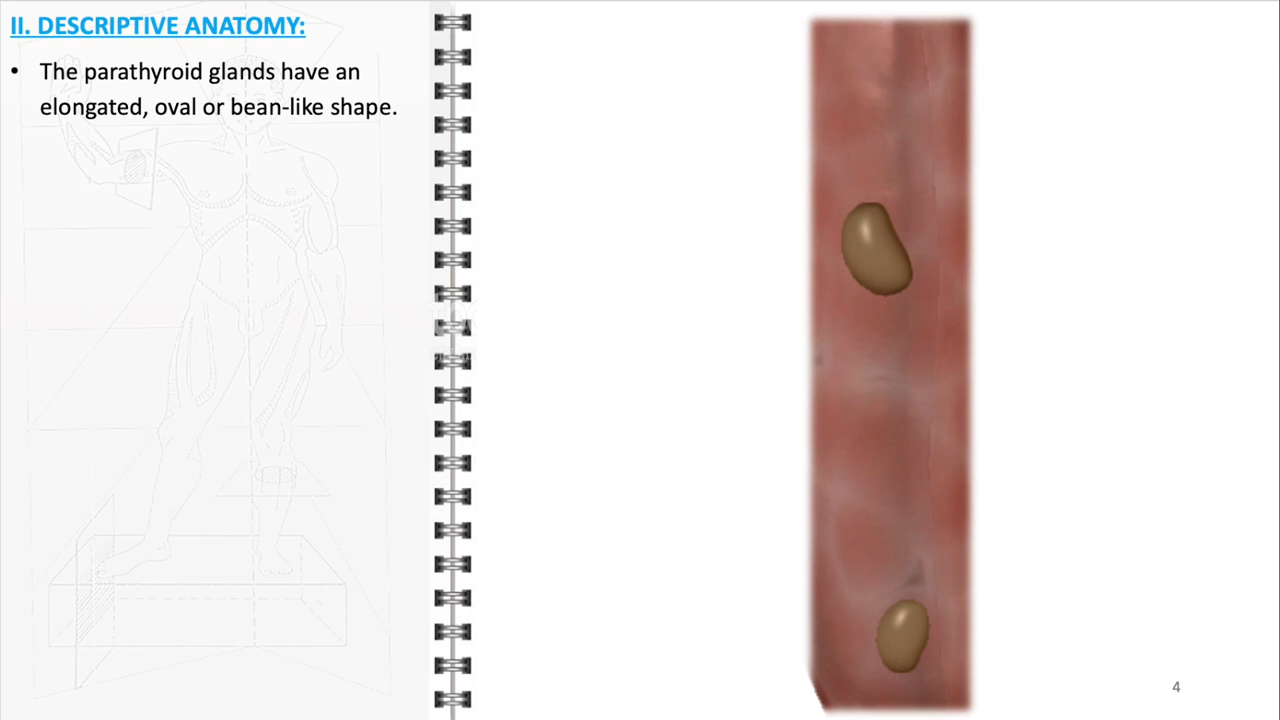 II. DESCRIPTIVE ANATOMY:
• The parathyroid glands have an
elongated, oval or bean-like shape.
4